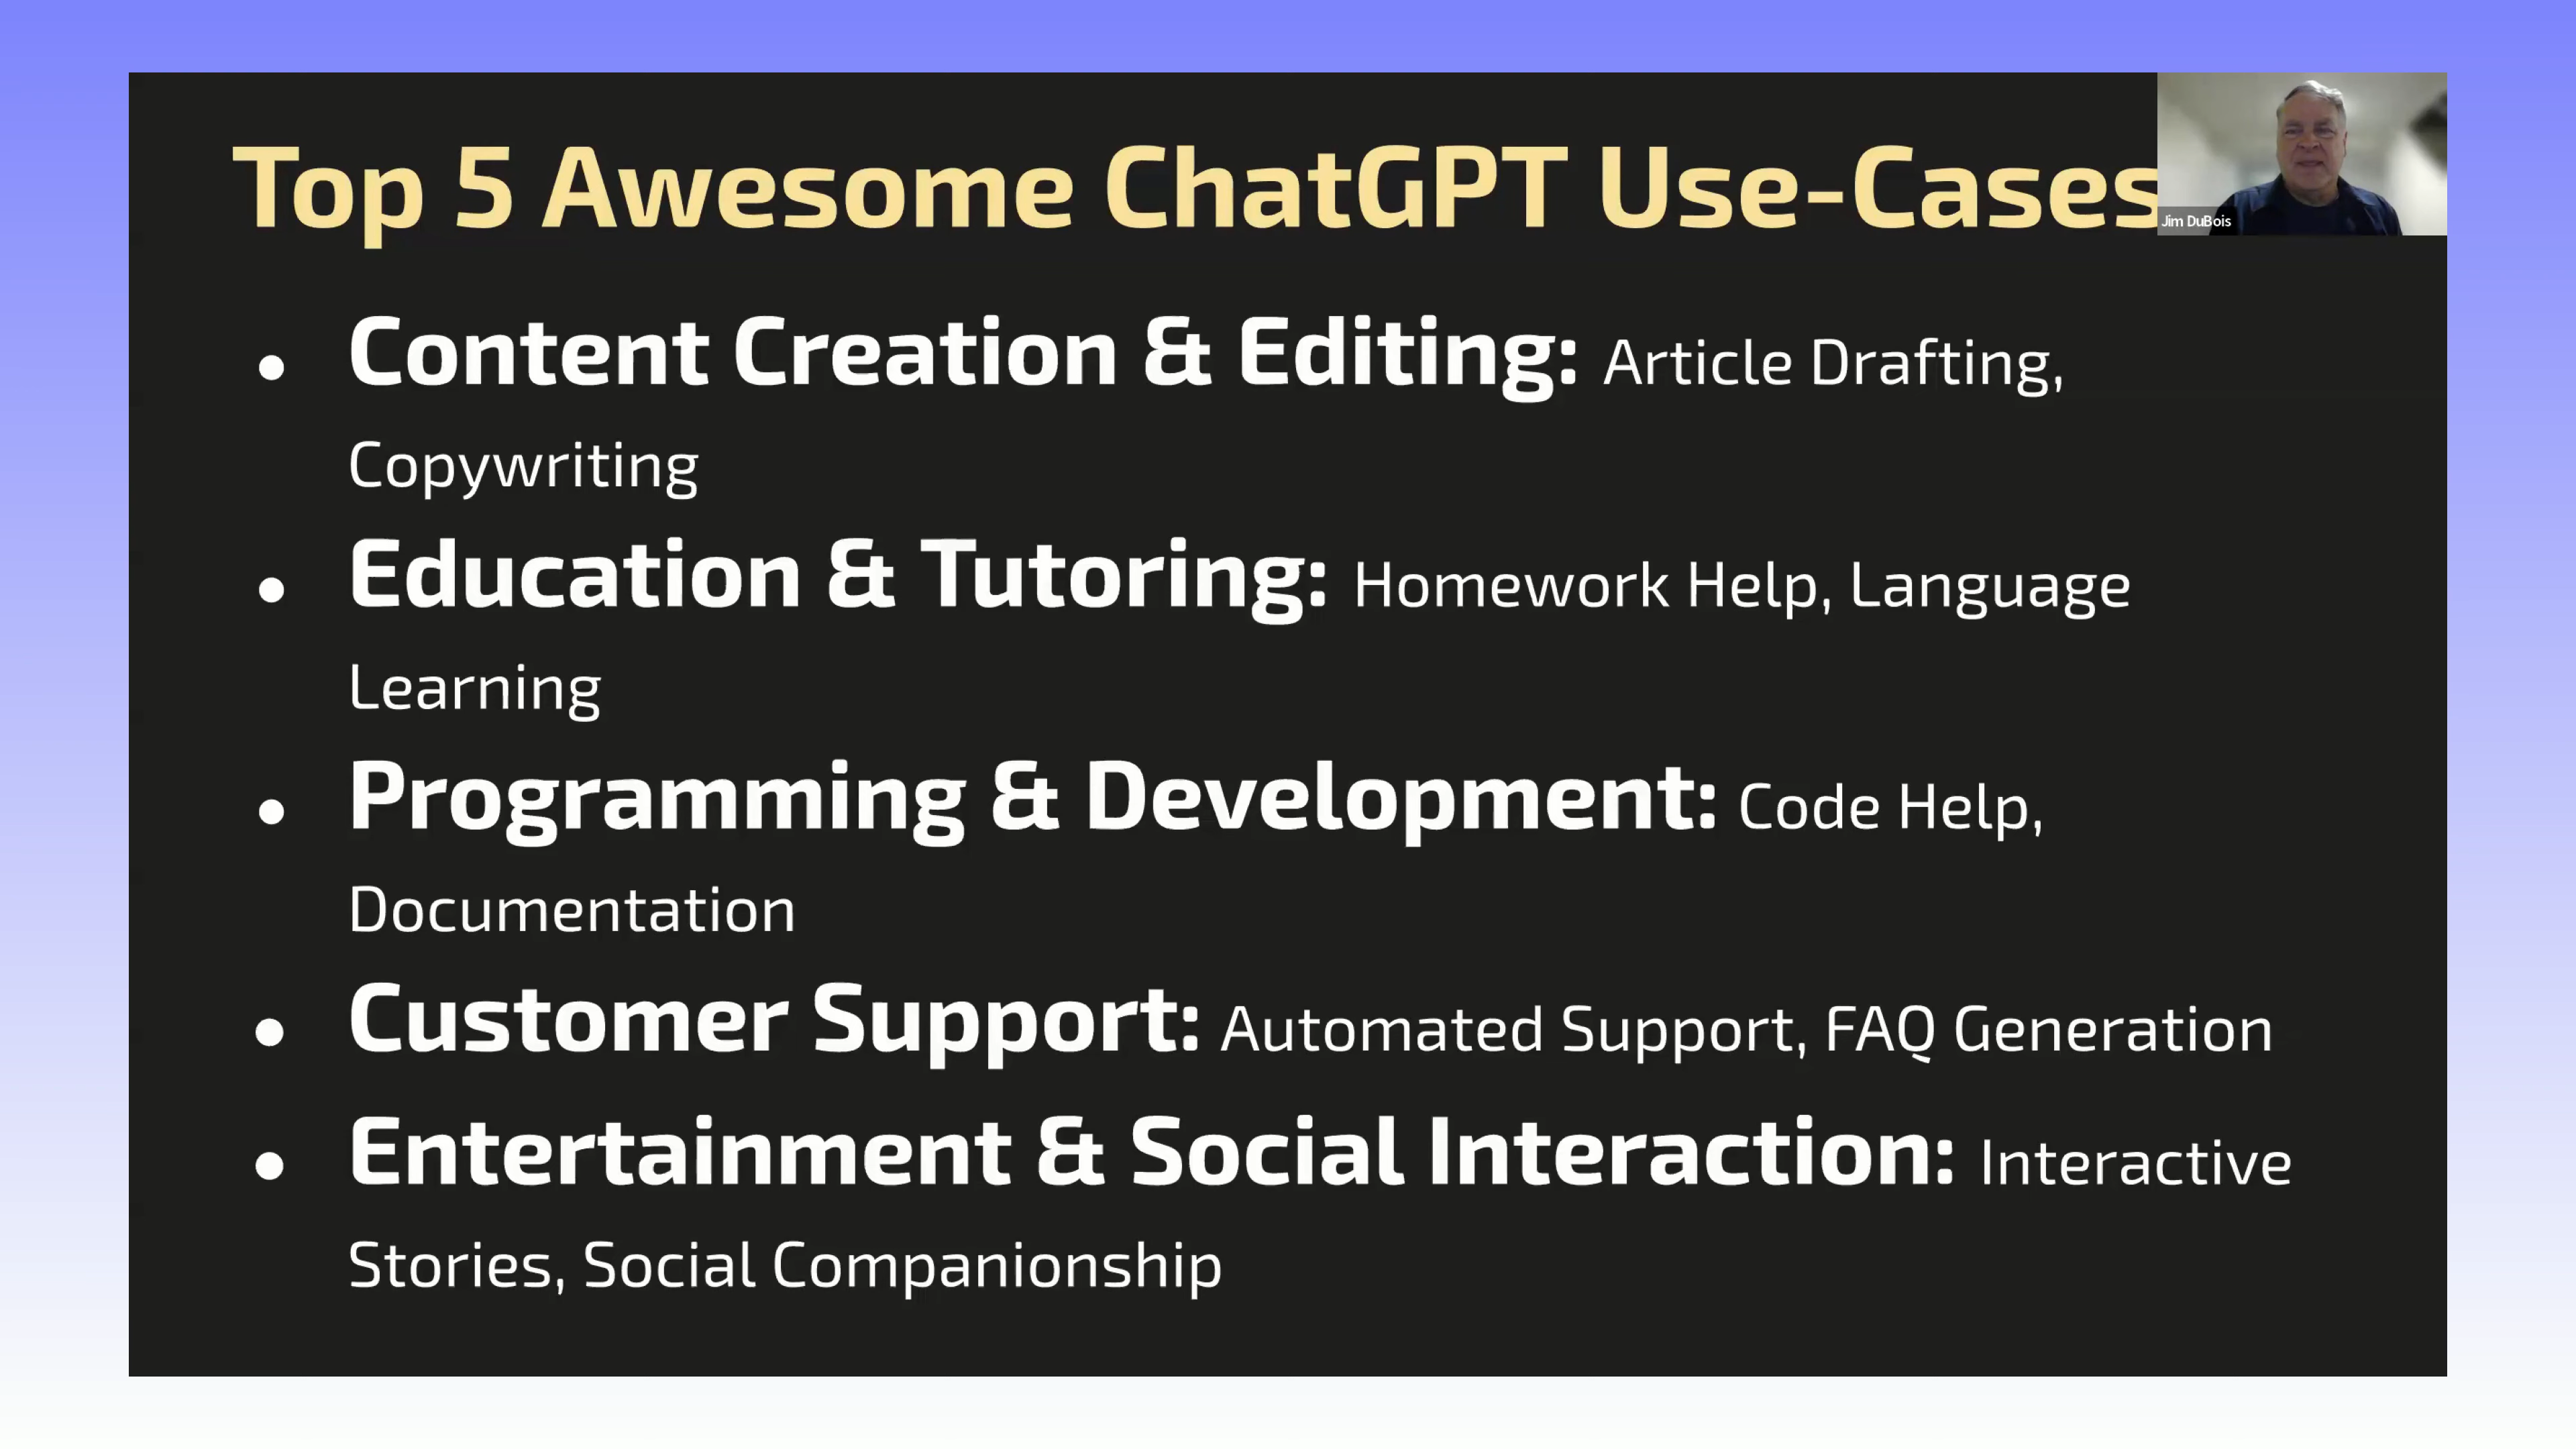 Top 5 Awesome ChatGPT Use-Cases
Jim DuBois
• Content Creation & Editing: Article Drafting,
Copywriting
• Education & Tutoring: Homework Help, Language
Learning
• Programming & Development: Code Help,
Documentation
• Customer Support: Automated Support, FAQ Generation
• Entertainment & Social Interaction: Interactive
Stories, Social Companionship